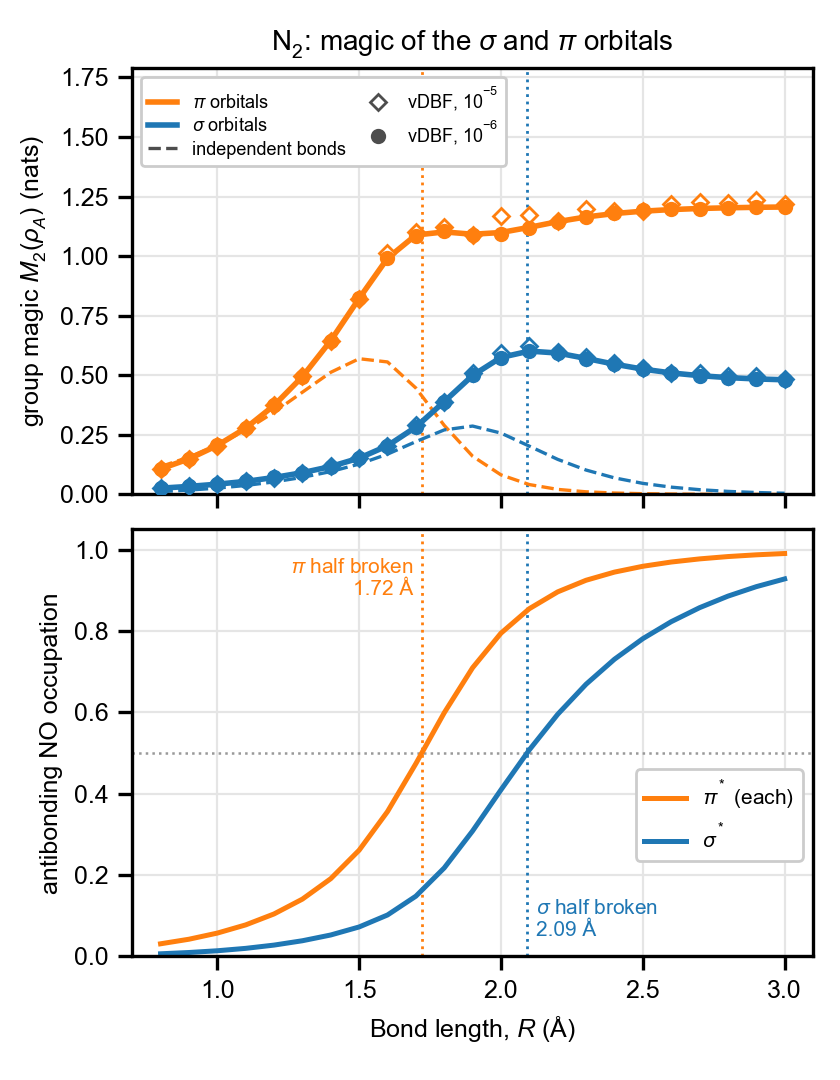 N₂: magic of the σ and π orbitals
group magic M₂(ρ_A) (nats)
1.75
1.50
1.25
1.00
0.75
0.50
0.25
0.00
π orbitals
σ orbitals
independent bonds
vDBF, 10⁻⁵
vDBF, 10⁻⁶
antibonding NO occupation
1.0
0.8
0.6
0.4
0.2
0.0
π half broken
1.72 Å
π* (each)
σ*
σ half broken
2.09 Å
1.0 1.5 2.0 2.5 3.0
Bond length, R (Å)